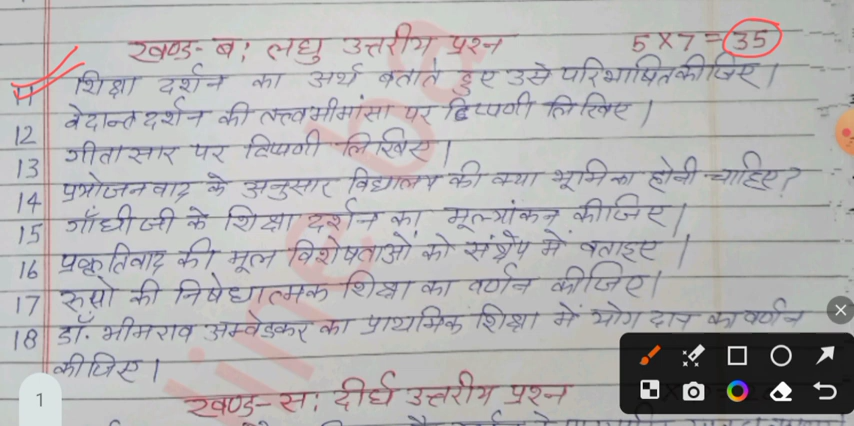 खण्ड-ब: लघु उत्तरीय प्रश्न 5×7=35
11 शिक्षा दर्शन का अर्थ बताते हुए उसे परिभाषित कीजिए।
12 वेदान्त दर्शन की तत्त्वमीमांसा पर टिप्पणी लिखिए।
13 गीता सार पर टिप्पणी लिखिए।
14 प्रयोजनवाद के अनुसार विद्यालय की क्या भूमिका होनी चाहिए?
15 गाँधी जी के शिक्षा दर्शन का मूल्यांकन कीजिए।
16 प्रकृतिवाद की मूल विशेषताओं को संक्षेप में बताइए।
17 रूसो की निषेधात्मक शिक्षा का वर्णन कीजिए।
18 डॉ. भीमराव अम्बेडकर का प्राथमिक शिक्षा में योगदान का वर्णन
कीजिए।
खण्ड-स: दीर्घ उत्तरीय प्रश्न
1